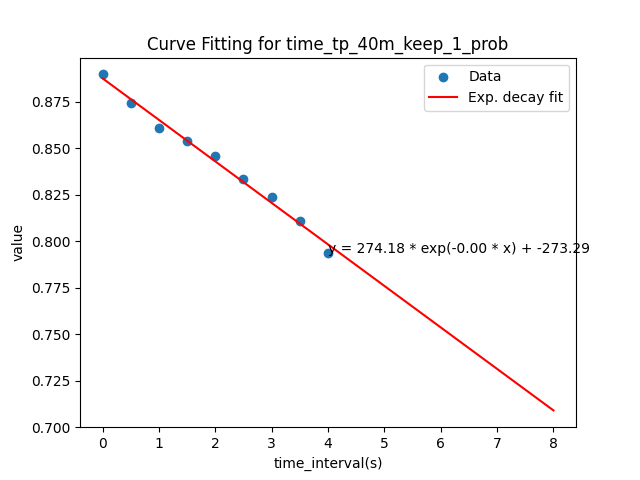 Curve Fitting for time_tp_40m_keep_1_prob
Data
Exp. decay fit
0.875
0.850
0.825
0.800
0.775
0.750
0.725
0.700
value
y = 274.18 * exp(-0.00 * x) + -273.29
0 1 2 3 4 5 6 7 8
time_interval(s)